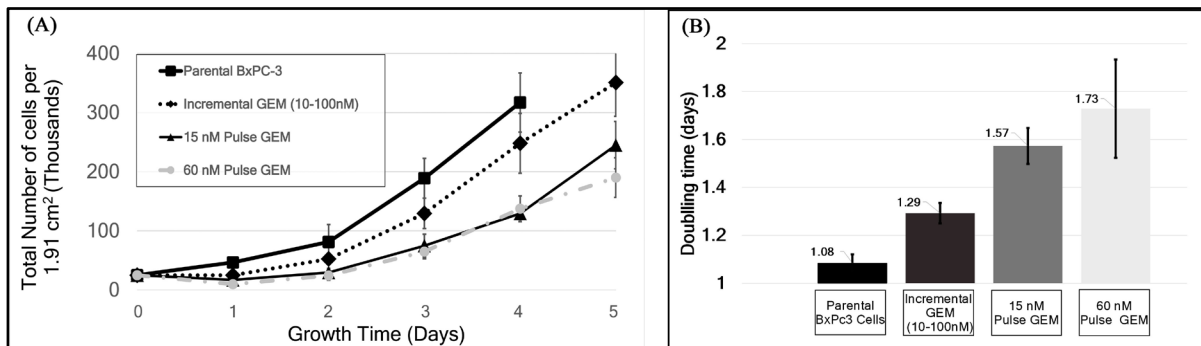 (A)
Total Number of cells per
1.91 cm² (Thousands)
400
300
200
100
0
Parental BxPC-3
Incremental GEM (10-100nM)
15 nM Pulse GEM
60 nM Pulse GEM
0 1 2 3 4 5
Growth Time (Days)
(B)
Doublling time (days)
2
1.8
1.6
1.4
1.2
1
1.08
1.29
1.57
1.73
Parental
BxPc3 Cells
Incremental
GEM
(10-100nM)
15 nM
Pulse GEM
60 nM
Pulse GEM